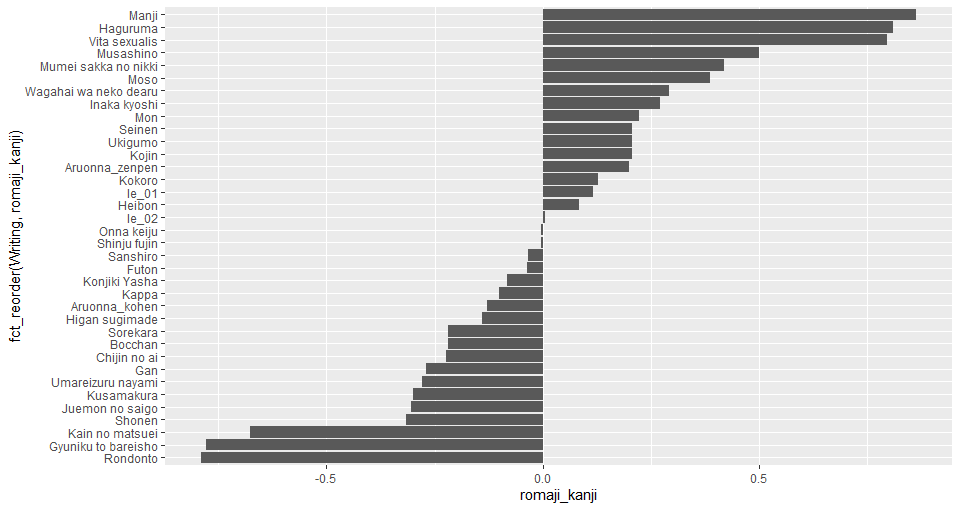 Manji
Haguruma
Vita sexualis
Musashino
Mumei sakka no nikki
Moso
Wagahai wa neko dearu
Inaka kyoshi
Mon
Seinen
Ukigumo
Kojin
Aruonna_zenpen
Kokoro
Ie_01
Heibon
Ie_02
Onna keiju
Shinju fujin
Sanshiro
Futon
Konjiki Yasha
Kappa
Aruonna_kohen
Higan sugimade
Sorekara
Bocchan
Chijin no ai
Gan
Umareizuru nayami
Kusamakura
Juemon no saigo
Shonen
Kain no matsuei
Gyuniku to bareisho
Rondonto
fct_reorder(Writing, romaji_kanji)
-0.5 0.0 0.5
romaji_kanji